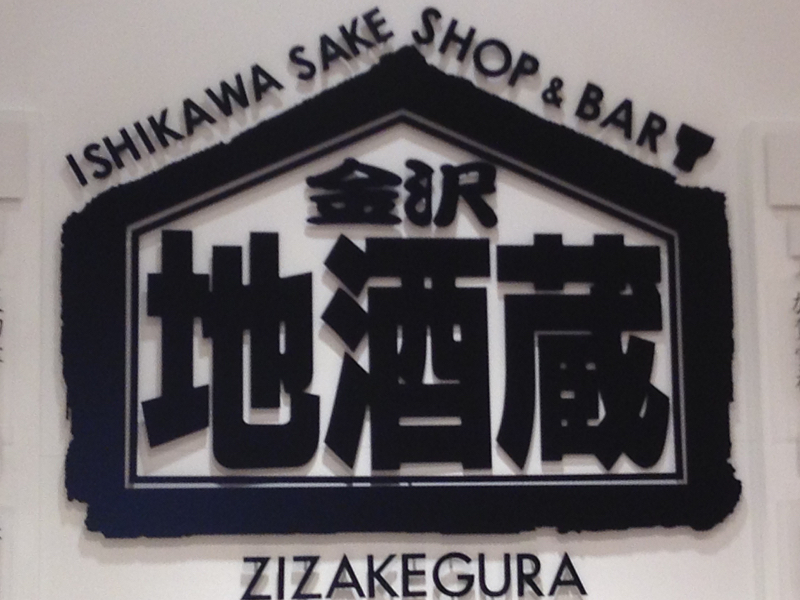 ISHIKAWA SAKE SHOP & BAR
金沢
地酒蔵
ZIZAKEGURA